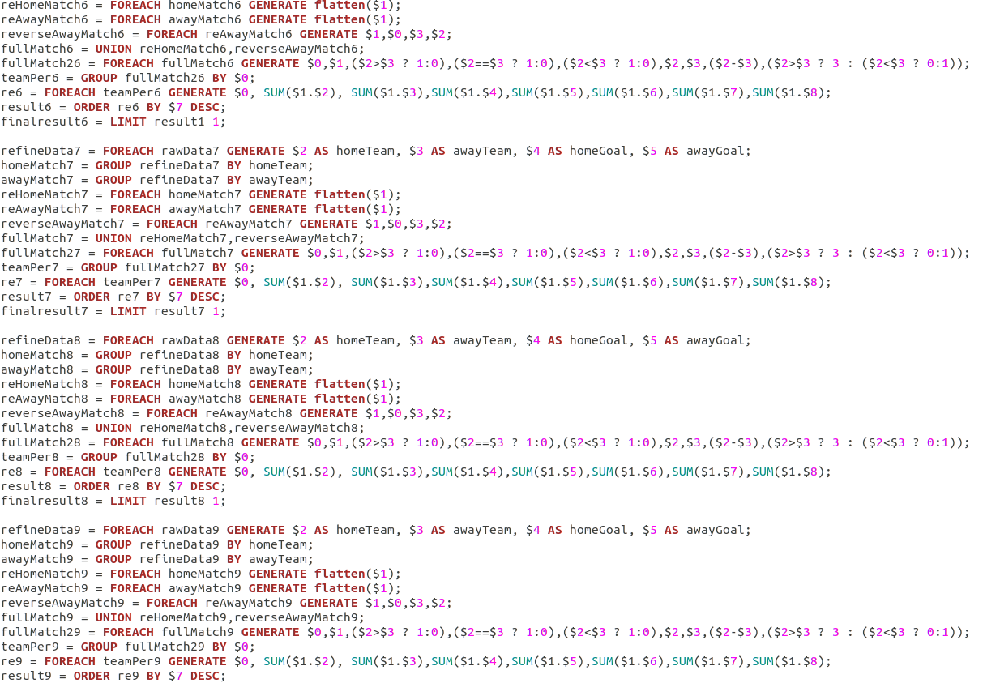 reHomeMatch6 = FOREACH homeMatch6 GENERATE flatten($1);
reAwayMatch6 = FOREACH awayMatch6 GENERATE flatten($1);
reverseAwayMatch6 = FOREACH reAwayMatch6 GENERATE $1,$0,$3,$2;
fullMatch6 = UNION reHomeMatch6,reverseAwayMatch6;
fullMatch26 = FOREACH fullMatch6 GENERATE $0,$1,($2>$3 ? 1:0),($2==$3 ? 1:0),($2<$3 ? 1:0),$2,$3,($2-$3),($2>$3 ? 3 : ($2<$3 ? 0:1));
teamPer6 = GROUP fullMatch26 BY $0;
re6 = FOREACH teamPer6 GENERATE $0, SUM($1.$2), SUM($1.$3),SUM($1.$4),SUM($1.$5),SUM($1.$6),SUM($1.$7),SUM($1.$8);
result6 = ORDER re6 BY $7 DESC;
finalresult6 = LIMIT result1 1;

refineData7 = FOREACH rawData7 GENERATE $2 AS homeTeam, $3 AS awayTeam, $4 AS homeGoal, $5 AS awayGoal;
homeMatch7 = GROUP refineData7 BY homeTeam;
awayMatch7 = GROUP refineData7 BY awayTeam;
reHomeMatch7 = FOREACH homeMatch7 GENERATE flatten($1);
reAwayMatch7 = FOREACH awayMatch7 GENERATE flatten($1);
reverseAwayMatch7 = FOREACH reAwayMatch7 GENERATE $1,$0,$3,$2;
fullMatch7 = UNION reHomeMatch7,reverseAwayMatch7;
fullMatch27 = FOREACH fullMatch7 GENERATE $0,$1,($2>$3 ? 1:0),($2==$3 ? 1:0),($2<$3 ? 1:0),$2,$3,($2-$3),($2>$3 ? 3 : ($2<$3 ? 0:1));
teamPer7 = GROUP fullMatch27 BY $0;
re7 = FOREACH teamPer7 GENERATE $0, SUM($1.$2), SUM($1.$3),SUM($1.$4),SUM($1.$5),SUM($1.$6),SUM($1.$7),SUM($1.$8);
result7 = ORDER re7 BY $7 DESC;
finalresult7 = LIMIT result7 1;

refineData8 = FOREACH rawData8 GENERATE $2 AS homeTeam, $3 AS awayTeam, $4 AS homeGoal, $5 AS awayGoal;
homeMatch8 = GROUP refineData8 BY homeTeam;
awayMatch8 = GROUP refineData8 BY awayTeam;
reHomeMatch8 = FOREACH homeMatch8 GENERATE flatten($1);
reAwayMatch8 = FOREACH awayMatch8 GENERATE flatten($1);
reverseAwayMatch8 = FOREACH reAwayMatch8 GENERATE $1,$0,$3,$2;
fullMatch8 = UNION reHomeMatch8,reverseAwayMatch8;
fullMatch28 = FOREACH fullMatch8 GENERATE $0,$1,($2>$3 ? 1:0),($2==$3 ? 1:0),($2<$3 ? 1:0),$2,$3,($2-$3),($2>$3 ? 3 : ($2<$3 ? 0:1));
teamPer8 = GROUP fullMatch28 BY $0;
re8 = FOREACH teamPer8 GENERATE $0, SUM($1.$2), SUM($1.$3),SUM($1.$4),SUM($1.$5),SUM($1.$6),SUM($1.$7),SUM($1.$8);
result8 = ORDER re8 BY $7 DESC;
finalresult8 = LIMIT result8 1;

refineData9 = FOREACH rawData9 GENERATE $2 AS homeTeam, $3 AS awayTeam, $4 AS homeGoal, $5 AS awayGoal;
homeMatch9 = GROUP refineData9 BY homeTeam;
awayMatch9 = GROUP refineData9 BY awayTeam;
reHomeMatch9 = FOREACH homeMatch9 GENERATE flatten($1);
reAwayMatch9 = FOREACH awayMatch9 GENERATE flatten($1);
reverseAwayMatch9 = FOREACH reAwayMatch9 GENERATE $1,$0,$3,$2;
fullMatch9 = UNION reHomeMatch9,reverseAwayMatch9;
fullMatch29 = FOREACH fullMatch9 GENERATE $0,$1,($2>$3 ? 1:0),($2==$3 ? 1:0),($2<$3 ? 1:0),$2,$3,($2-$3),($2>$3 ? 3 : ($2<$3 ? 0:1));
teamPer9 = GROUP fullMatch29 BY $0;
re9 = FOREACH teamPer9 GENERATE $0, SUM($1.$2), SUM($1.$3),SUM($1.$4),SUM($1.$5),SUM($1.$6),SUM($1.$7),SUM($1.$8);
result9 = ORDER re9 BY $7 DESC;